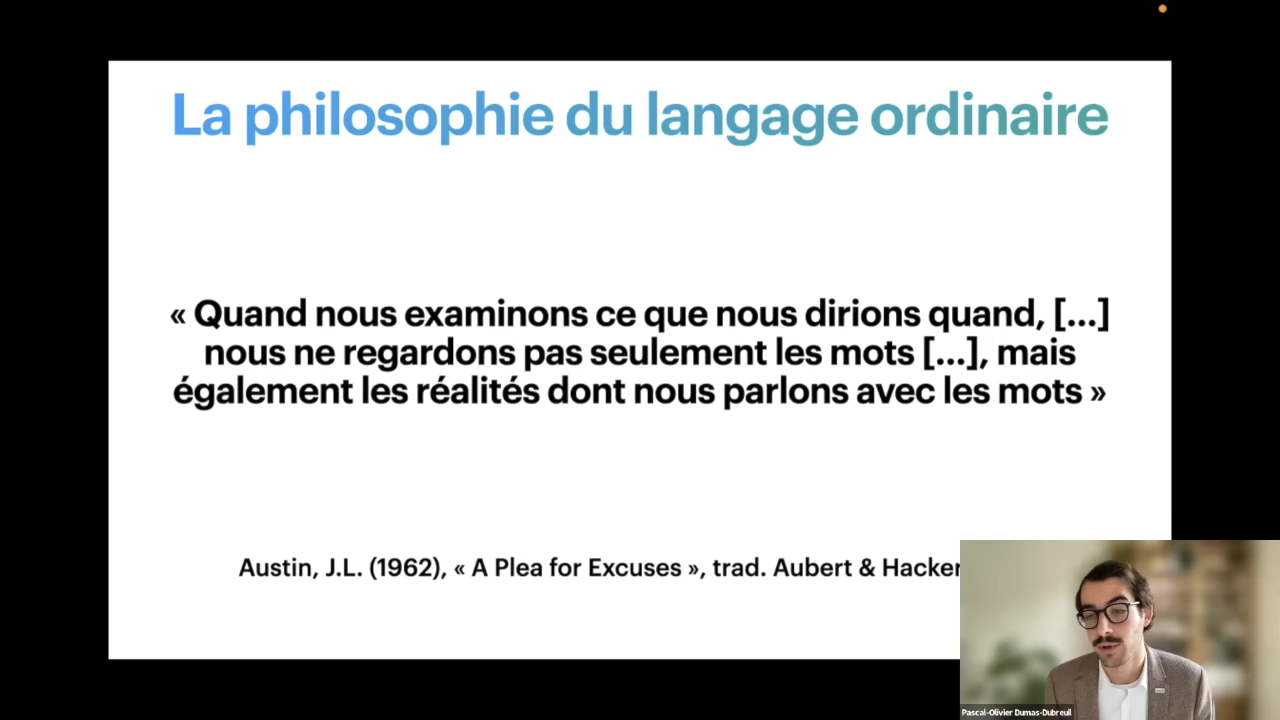 La philosophie du langage ordinaire
« Quand nous examinons ce que nous dirions quand, [...]
nous ne regardons pas seulement les mots [...], mais
également les réalités dont nous parlons avec les mots »
Austin, J.L. (1962), « A Plea for Excuses », trad. Aubert & Hacker
Pascal-Olivier Dumas-Dubreuil